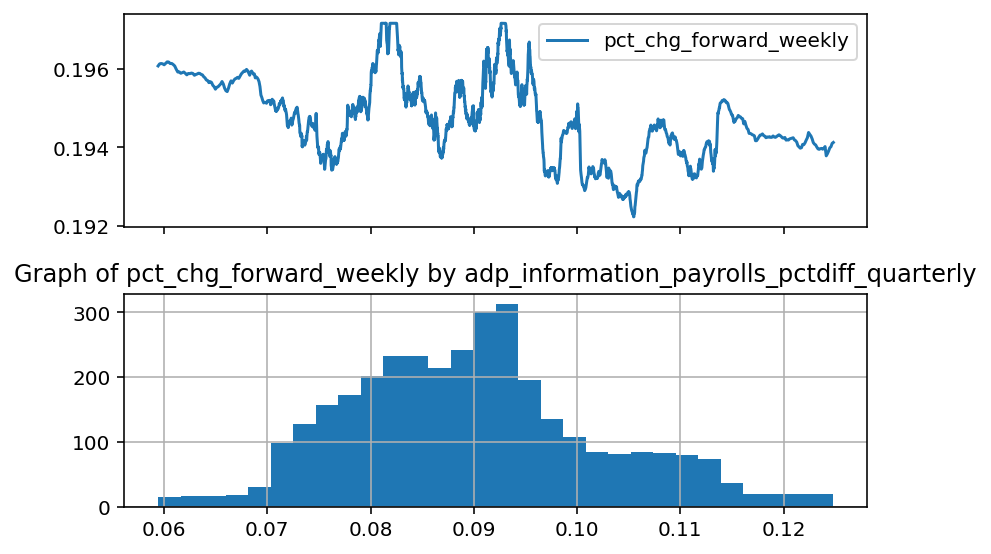 pct_chg_forward_weekly
0.196
0.194
0.192
Graph of pct_chg_forward_weekly by adp_information_payrolls_pctdiff_quarterly
300
200
100
0
0.06 0.07 0.08 0.09 0.10 0.11 0.12